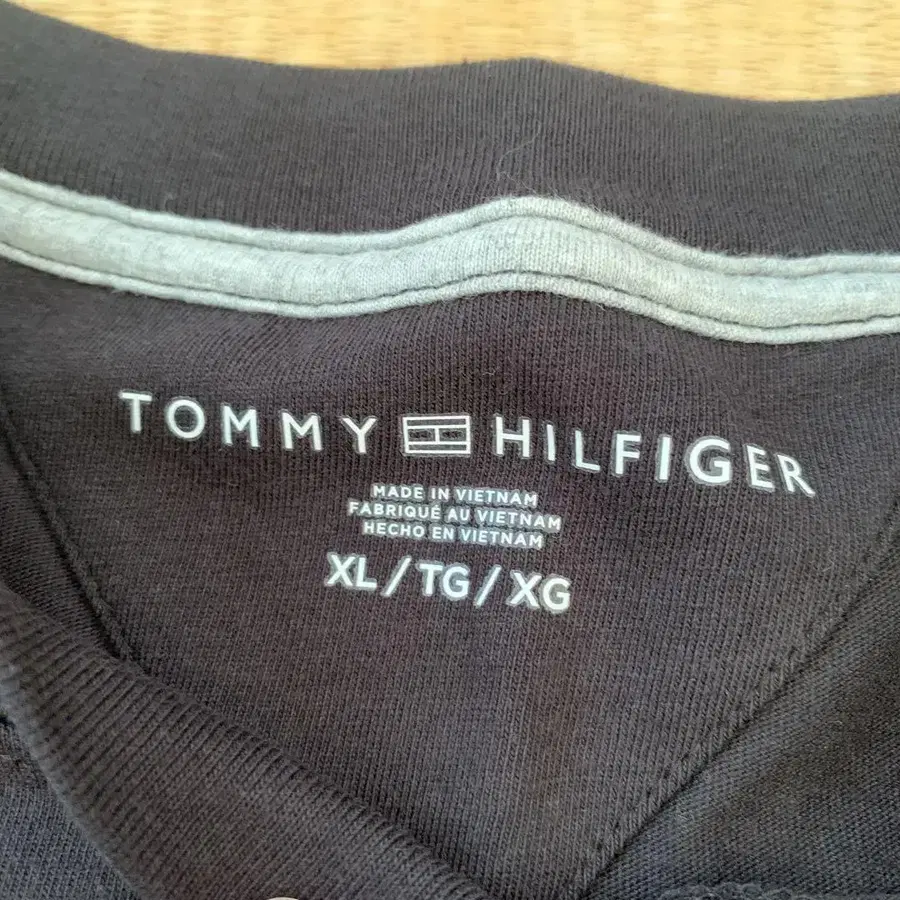 TOMMY HILFIGER
MADE IN VIETNAM
FABRIQUÉ AU VIETNAM
HECHO EN VIETNAM
XL / TG / XG